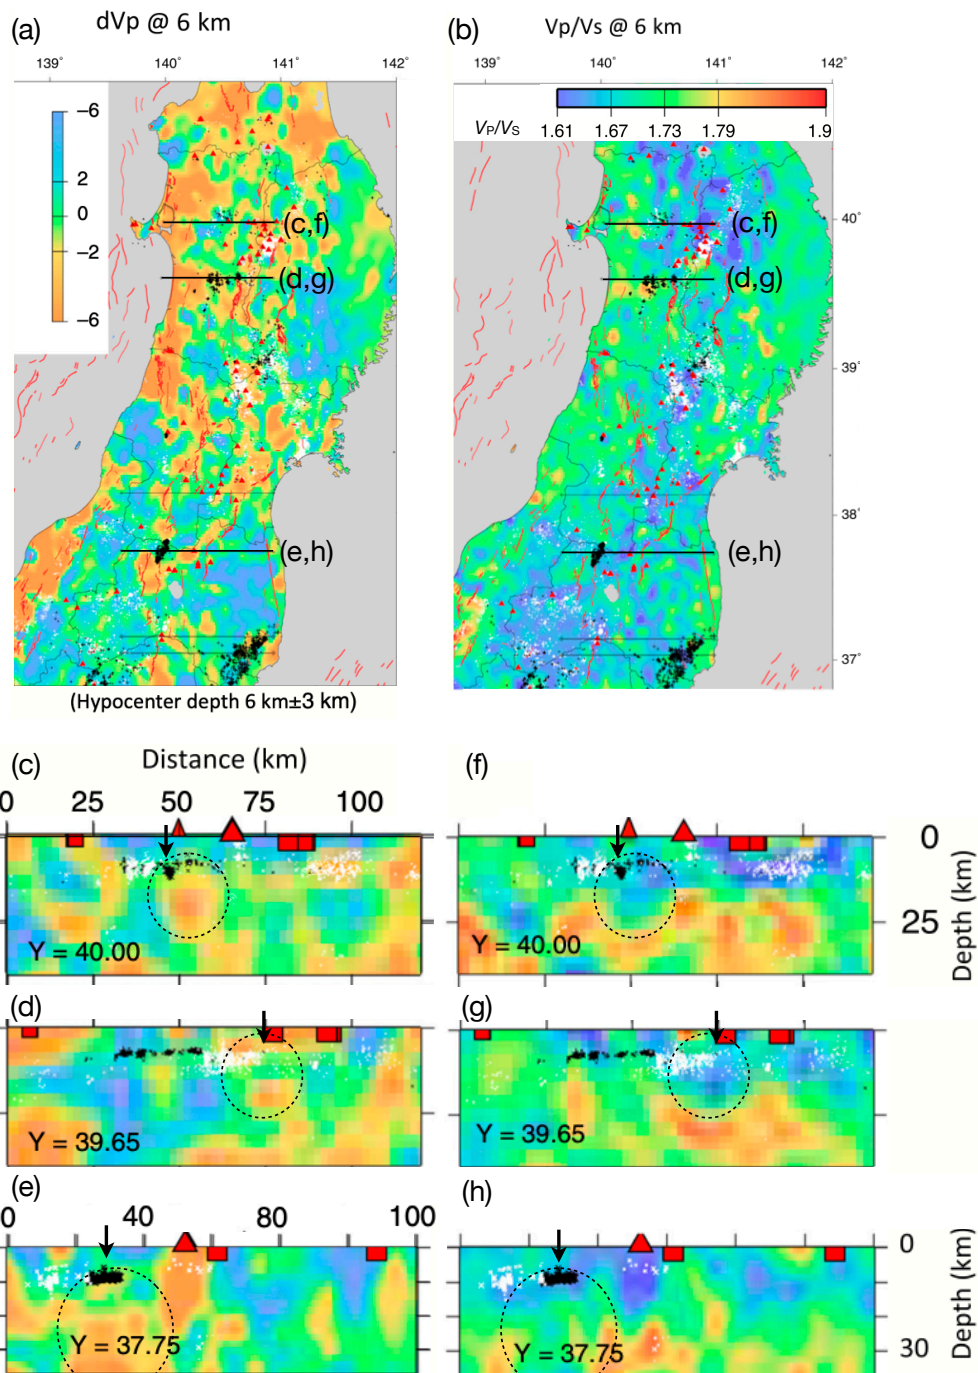 (a) dVp @ 6 km
(b) Vp/Vs @ 6 km
139° 140° 141° 142°
139° 140° 141° 142°
−6
2
0
−2
−6
VP/VS 1.61 1.67 1.73 1.79 1.9
(c,f)
(d,g)
(e,h)
(c,f)
(d,g)
(e,h)
40°
39°
38°
37°
(Hypocenter depth 6 km±3 km)
(c) Distance (km)
(f)
0 25 50 75 100
Y = 40.00
Y = 40.00
0
25
Depth (km)
(d)
(g)
Y = 39.65
Y = 39.65
(e)
(h)
0 40 80 100
Y = 37.75
Y = 37.75
0
30
Depth (km)